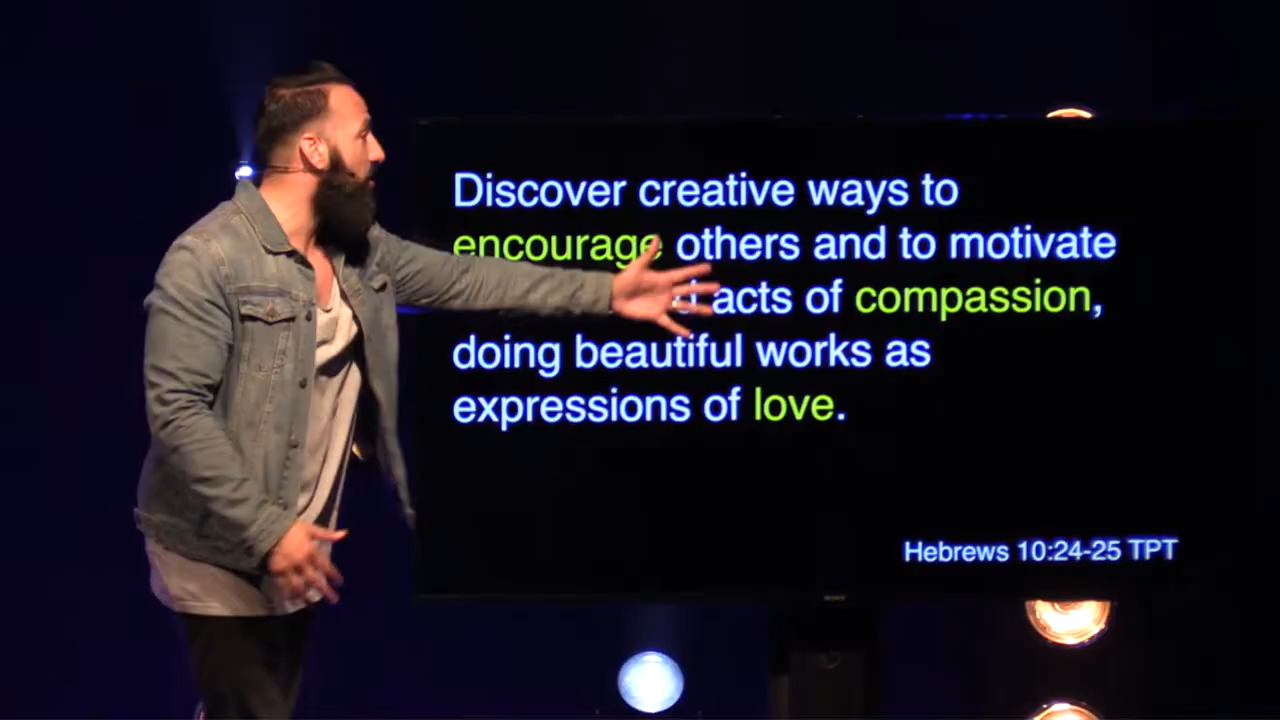 Discover creative ways to
encourage others and to motivate
acts of compassion,
doing beautiful works as
expressions of love.
Hebrews 10:24-25 TPT
SONY